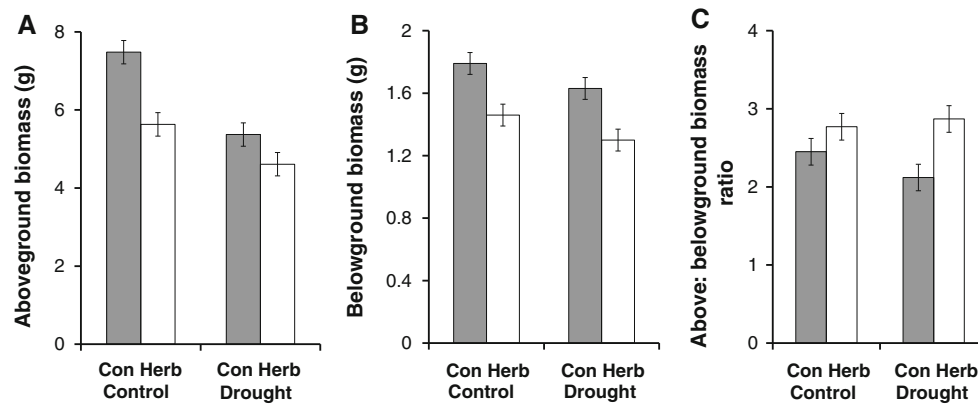 A
Aboveground biomass (g)
8
6
4
2
0
Con Herb
Control
Con Herb
Drought
B
Belowground biomass (g)
2
1.6
1.2
0.8
0.4
0
Con Herb
Control
Con Herb
Drought
C
Above: belowground biomass
ratio
4
3
2
1
0
Con Herb
Control
Con Herb
Drought